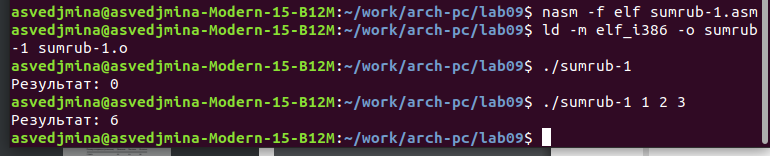 asvedjmina@asvedjmina-Modern-15-B12M:~/work/arch-pc/lab09$ nasm -f elf sumrub-1.asm
asvedjmina@asvedjmina-Modern-15-B12M:~/work/arch-pc/lab09$ ld -m elf_i386 -o sumrub
-1 sumrub-1.o
asvedjmina@asvedjmina-Modern-15-B12M:~/work/arch-pc/lab09$ ./sumrub-1
Результат: 0
asvedjmina@asvedjmina-Modern-15-B12M:~/work/arch-pc/lab09$ ./sumrub-1 1 2 3
Результат: 6
asvedjmina@asvedjmina-Modern-15-B12M:~/work/arch-pc/lab09$